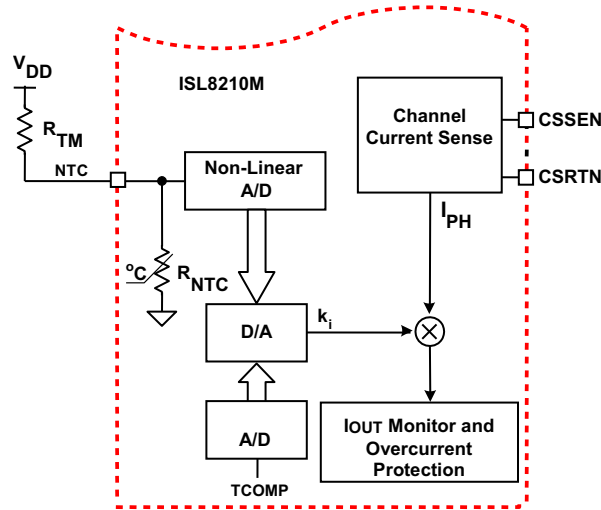 VDD
ISL8210M
RTM
Channel
Current Sense
CSSEN
NTC
Non-Linear
A/D
CSRTN
IPH
°C
RNTC
D/A
ki
A/D
IOUT Monitor and
Overcurrent
Protection
TCOMP